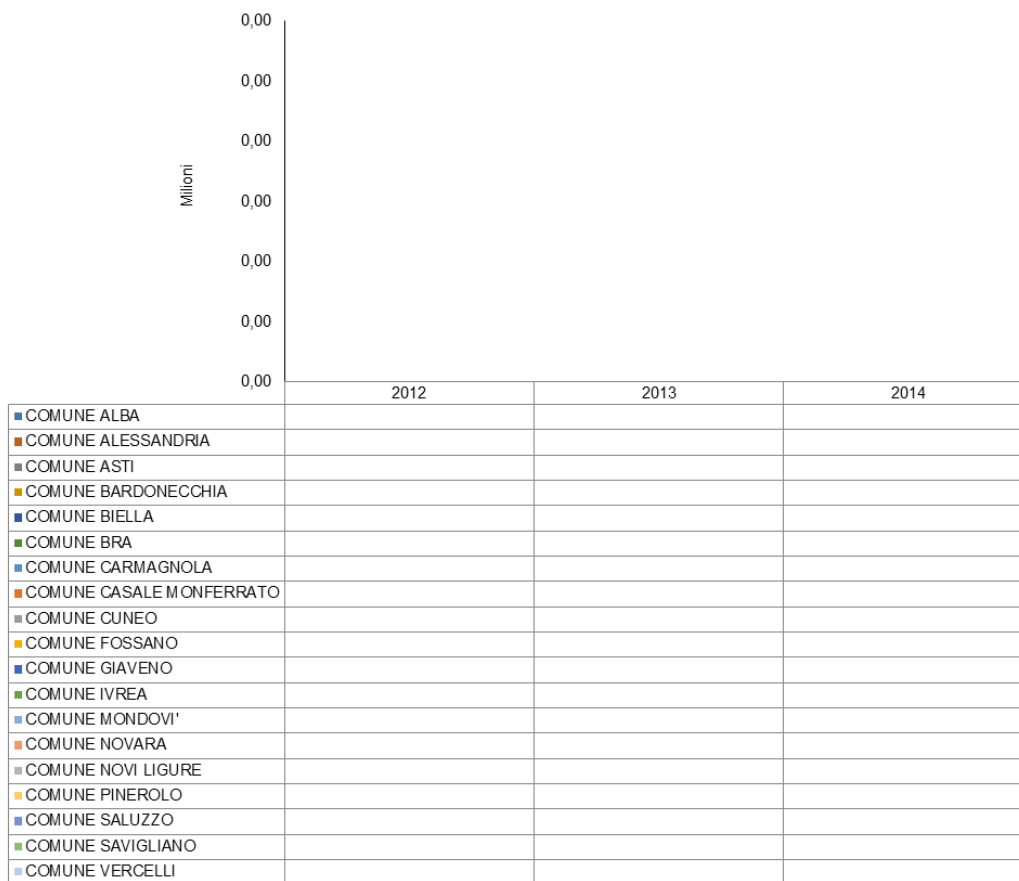 0,00
0,00
0,00
Milioni
0,00
0,00
0,00
0,00
2012 2013 2014
COMUNE ALBA
COMUNE ALESSANDRIA
COMUNE ASTI
COMUNE BARDONECCHIA
COMUNE BIELLA
COMUNE BRA
COMUNE CARMAGNOLA
COMUNE CASALE MONFERRATO
COMUNE CUNEO
COMUNE FOSSANO
COMUNE GIAVENO
COMUNE IVREA
COMUNE MONDOVI'
COMUNE NOVARA
COMUNE NOVI LIGURE
COMUNE PINEROLO
COMUNE SALUZZO
COMUNE SAVIGLIANO
COMUNE VERCELLI